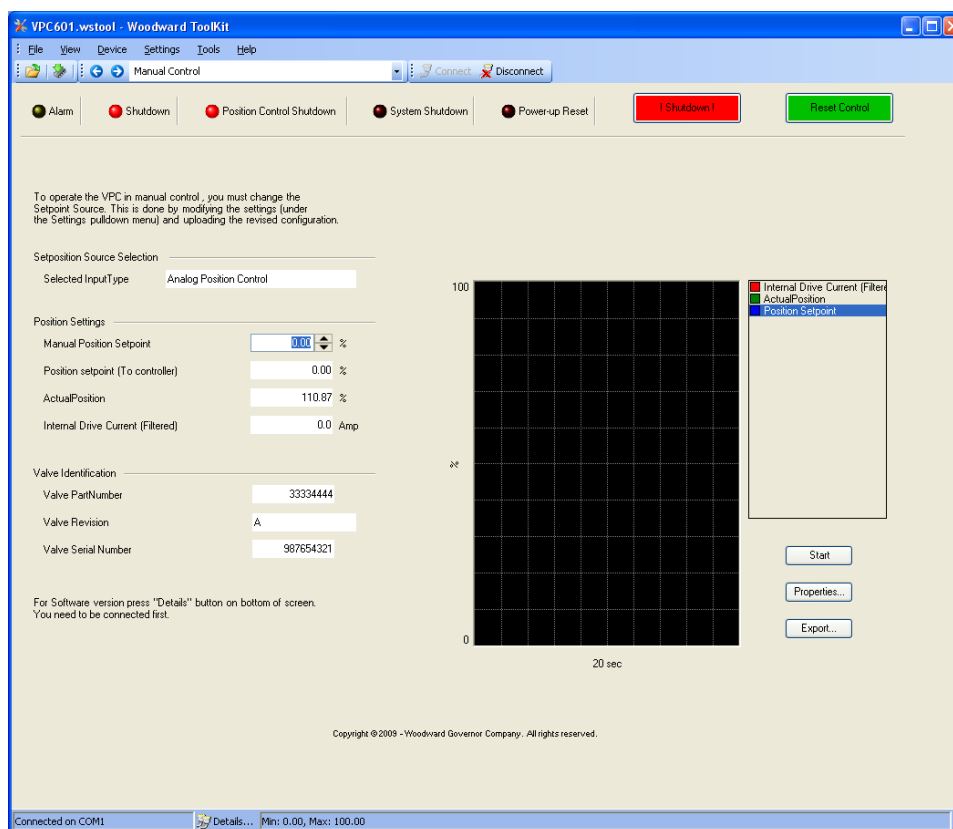 VPC601.wstool - Woodward ToolKit
File View Device Settings Tools Help
Manual Control Connect Disconnect
Alarm Shutdown Position Control Shutdown System Shutdown Power-up Reset ! Shutdown ! Reset Control
To operate the VPC in manual control , you must change the
Setpoint Source. This is done by modifying the settings (under
the Settings pulldown menu) and uploading the revised configuration.
Setposition Source Selection
Selected InputType Analog Position Control
Position Settings
Manual Position Setpoint 0.00 %
Position setpoint (To controller) 0.00 %
ActualPosition 110.87 %
Internal Drive Current (Filtered) 0.0 Amp
Valve Identification
Valve PartNumber 33334444
Valve Revision A
Valve Serial Number 987654321
For Software version press "Details" button on bottom of screen.
You need to be connected first.
100
%
0
20 sec
Internal Drive Current (Filtere
ActualPosition
Position Setpoint
Start
Properties...
Export...
Copyright © 2009 - Woodward Governor Company. All rights reserved.
Connected on COM1 Details... Min: 0.00, Max: 100.00